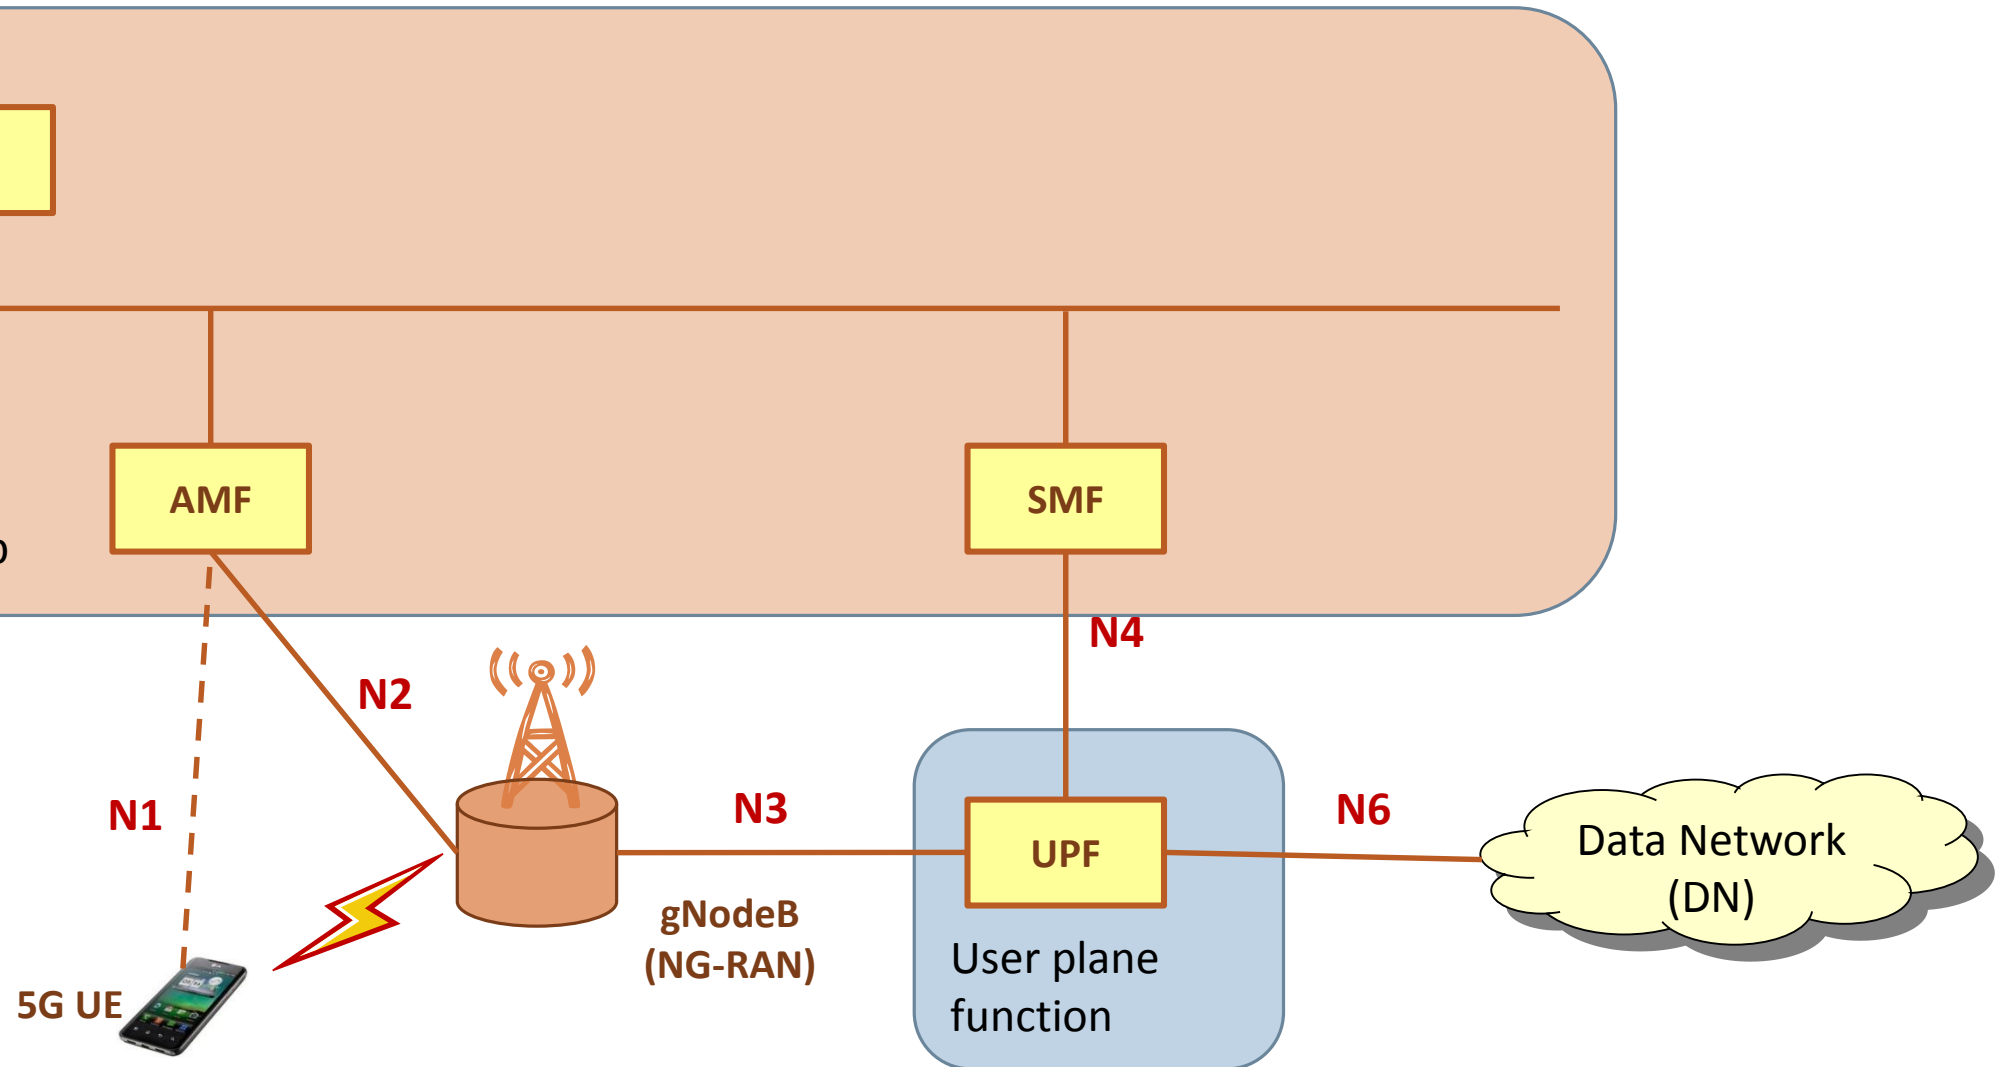 AMF
SMF
N4
N2
N1
N3
N6
UPF
Data Network
(DN)
gNodeB
(NG-RAN)
User plane
function
5G UE